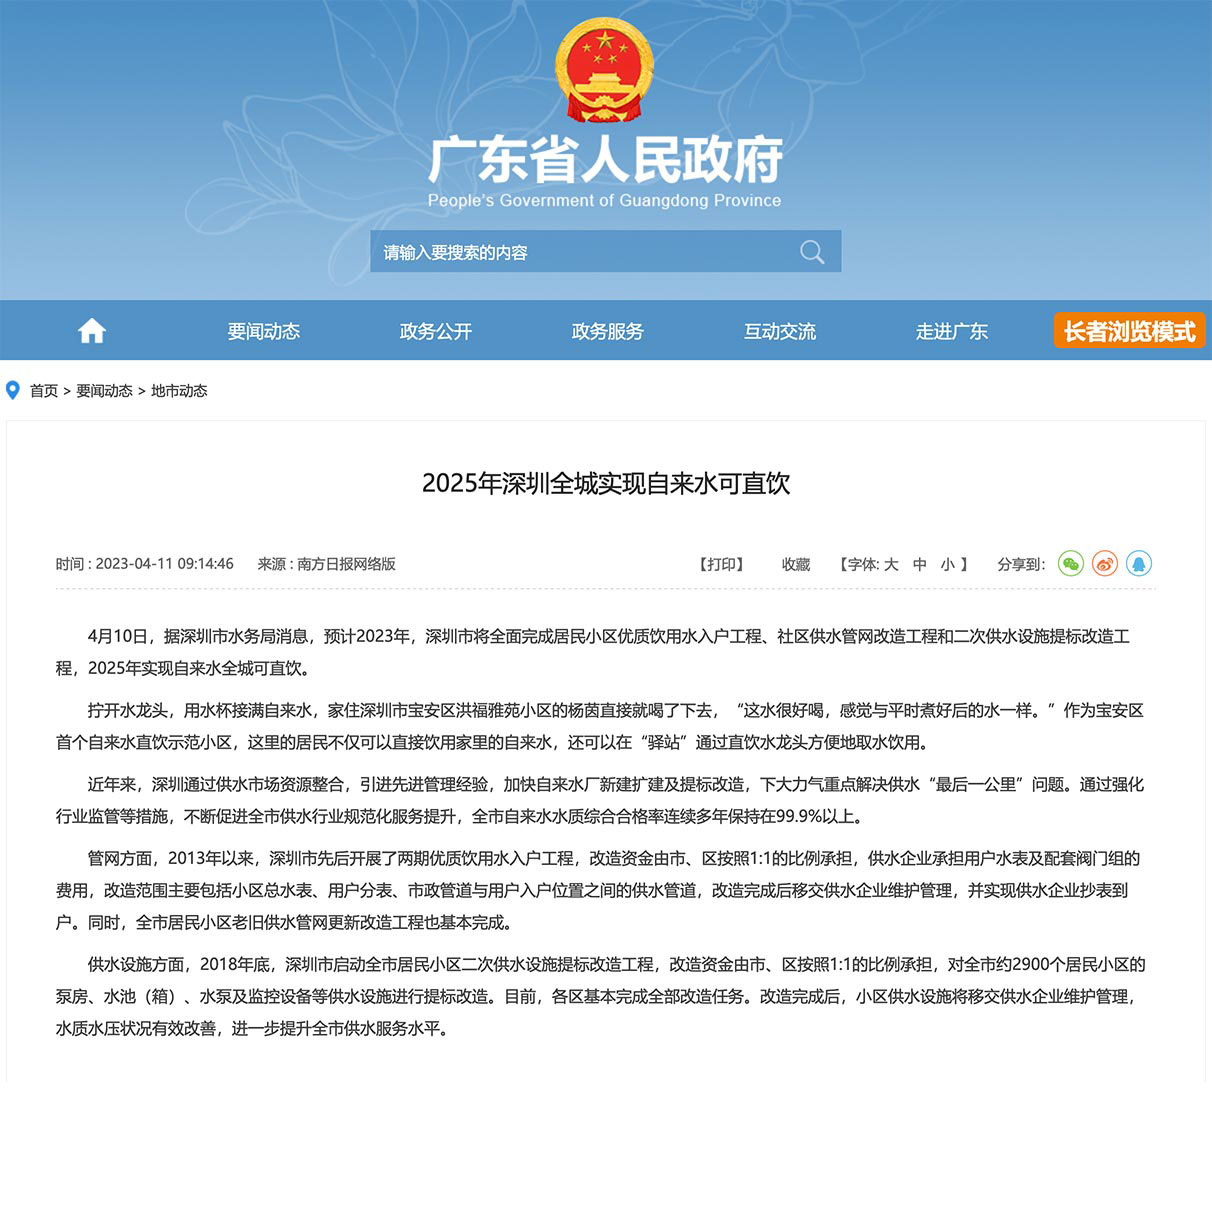 广东省人民政府
People's Government of Guangdong Province
请输入要搜索的内容
要闻动态 政务公开 政务服务 互动交流 走进广东 长者浏览模式
首页 > 要闻动态 > 地市动态
2025年深圳全城实现自来水可直饮
时间 : 2023-04-11 09:14:46 来源 : 南方日报网络版 【打印】 收藏 【字体: 大 中 小 】 分享到:
4月10日，据深圳市水务局消息，预计2023年，深圳市将全面完成居民小区优质饮用水入户工程、社区供水管网改造工程和二次供水设施提标改造工
程，2025年实现自来水全城可直饮。
拧开水龙头，用水杯接满自来水，家住深圳市宝安区洪福雅苑小区的杨茵直接就喝了下去，“这水很好喝，感觉与平时煮好后的水一样。”作为宝安区
首个自来水直饮示范小区，这里的居民不仅可以直接饮用家里的自来水，还可以在“驿站”通过直饮水龙头方便地取水饮用。
近年来，深圳通过供水市场资源整合，引进先进管理经验，加快自来水厂新建扩建及提标改造，下大力气重点解决供水“最后一公里”问题。通过强化
行业监管等措施，不断促进全市供水行业规范化服务提升，全市自来水水质综合合格率连续多年保持在99.9%以上。
管网方面，2013年以来，深圳市先后开展了两期优质饮用水入户工程，改造资金由市、区按照1:1的比例承担，供水企业承担用户水表及配套阀门组的
费用，改造范围主要包括小区总水表、用户分表、市政管道与用户入户位置之间的供水管道，改造完成后移交供水企业维护管理，并实现供水企业抄表到
户。同时，全市居民小区老旧供水管网更新改造工程也基本完成。
供水设施方面，2018年底，深圳市启动全市居民小区二次供水设施提标改造工程，改造资金由市、区按照1:1的比例承担，对全市约2900个居民小区的
泵房、水池（箱）、水泵及监控设备等供水设施进行提标改造。目前，各区基本完成全部改造任务。改造完成后，小区供水设施将移交供水企业维护管理，
水质水压状况有效改善，进一步提升全市供水服务水平。